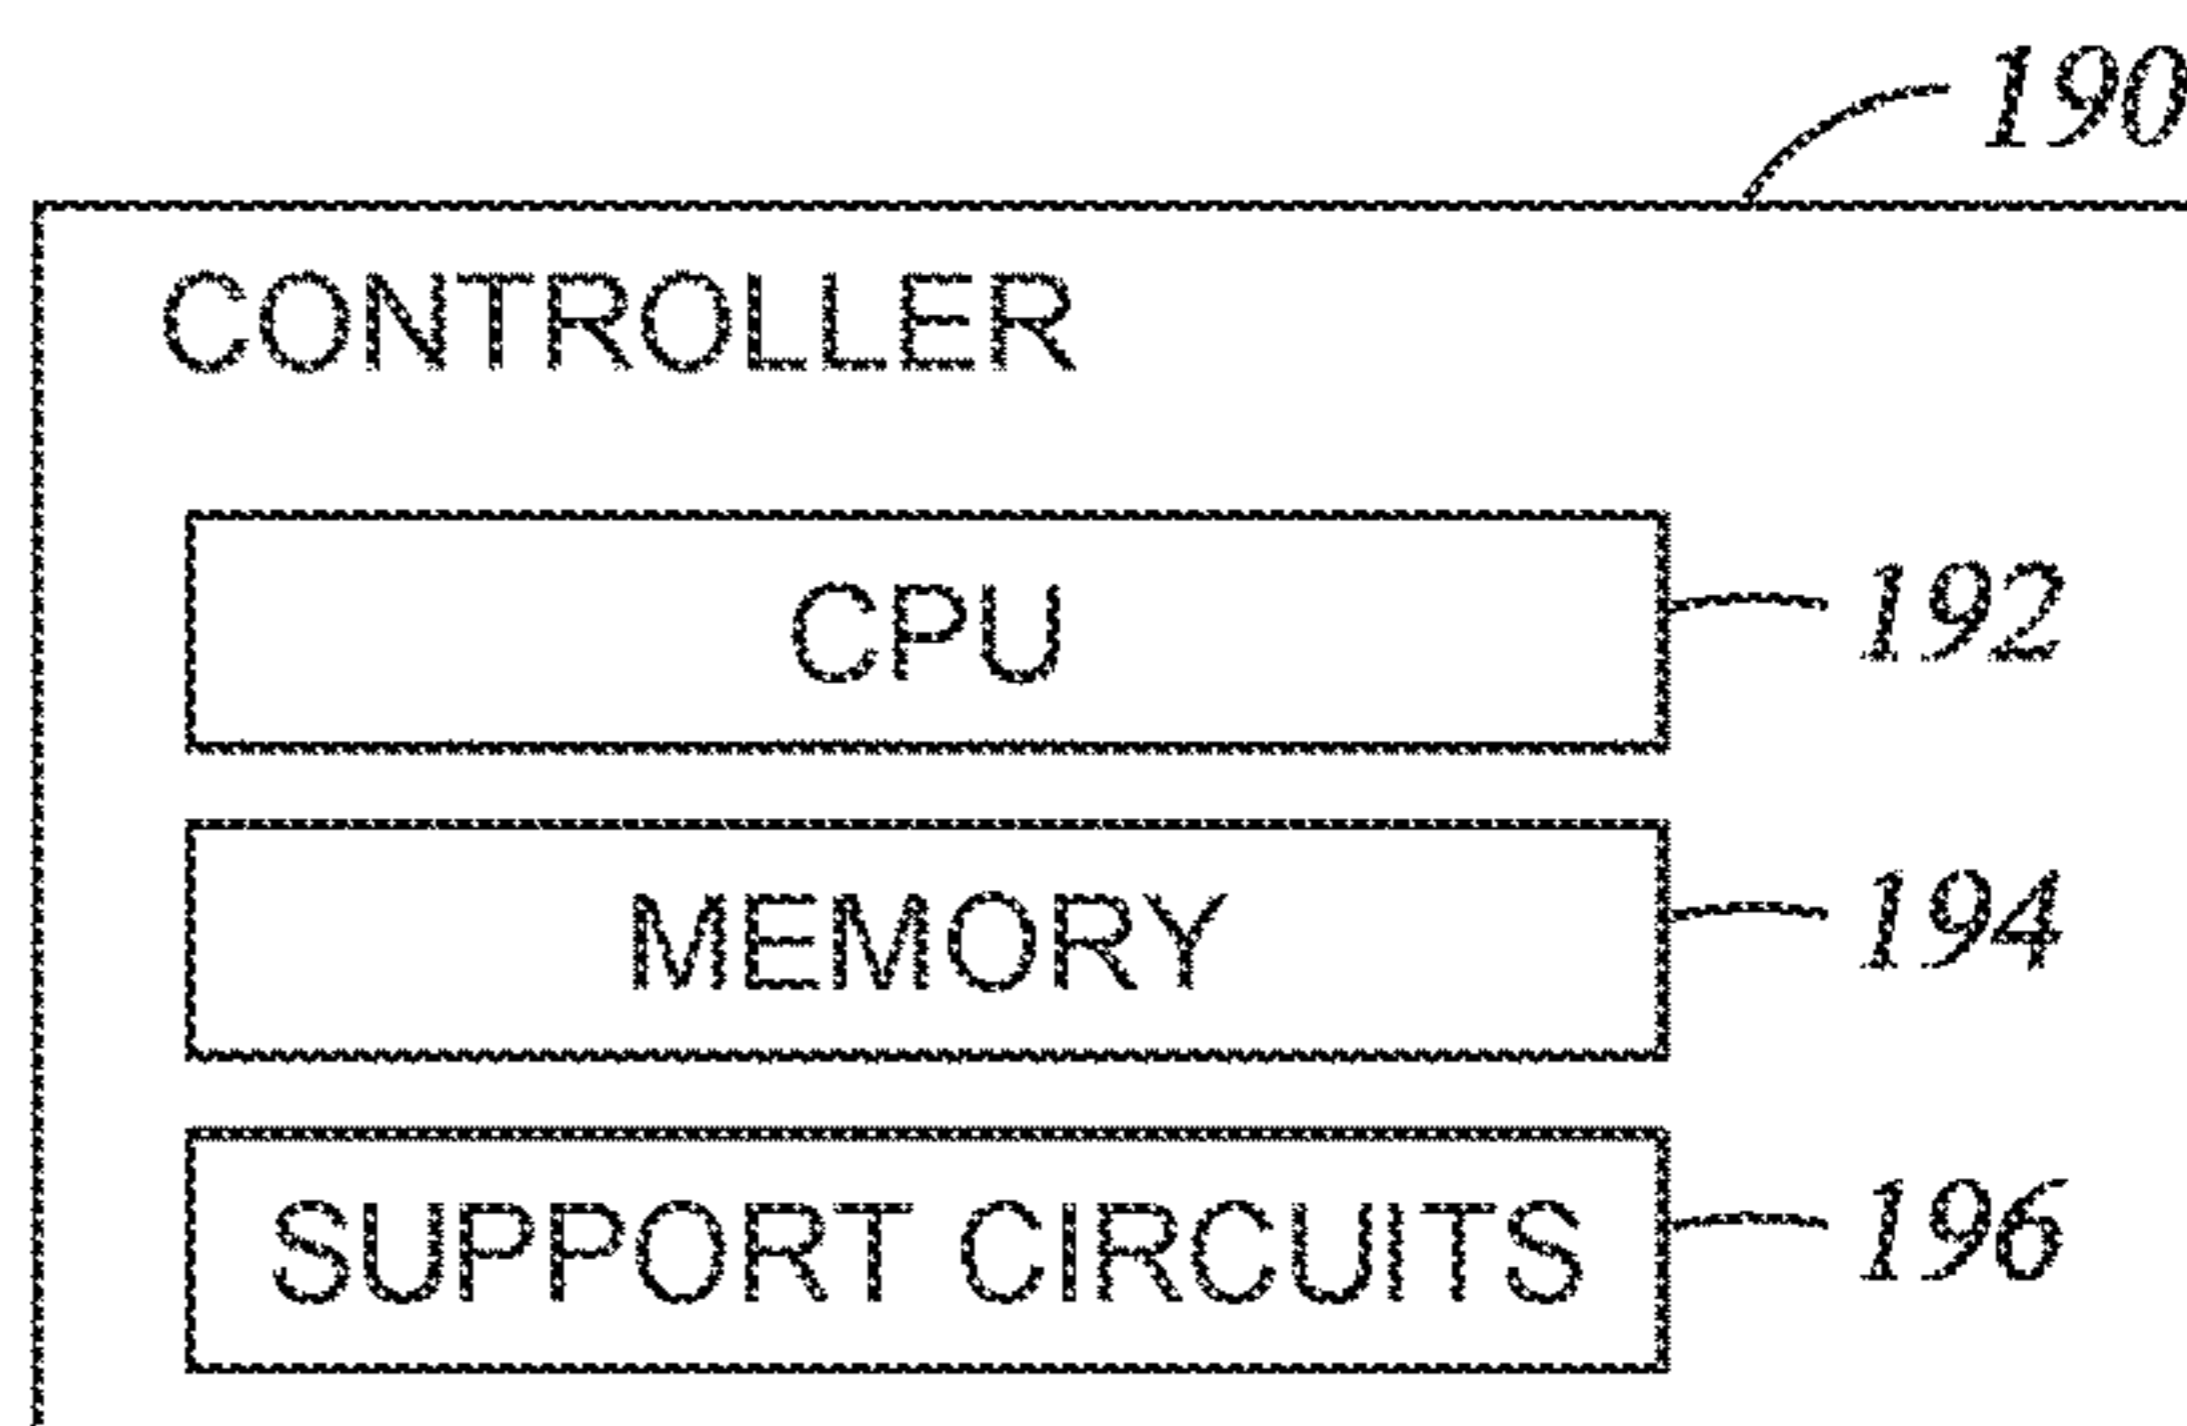 190
CONTROLLER
CPU 192
MEMORY 194
SUPPORT CIRCUITS 196